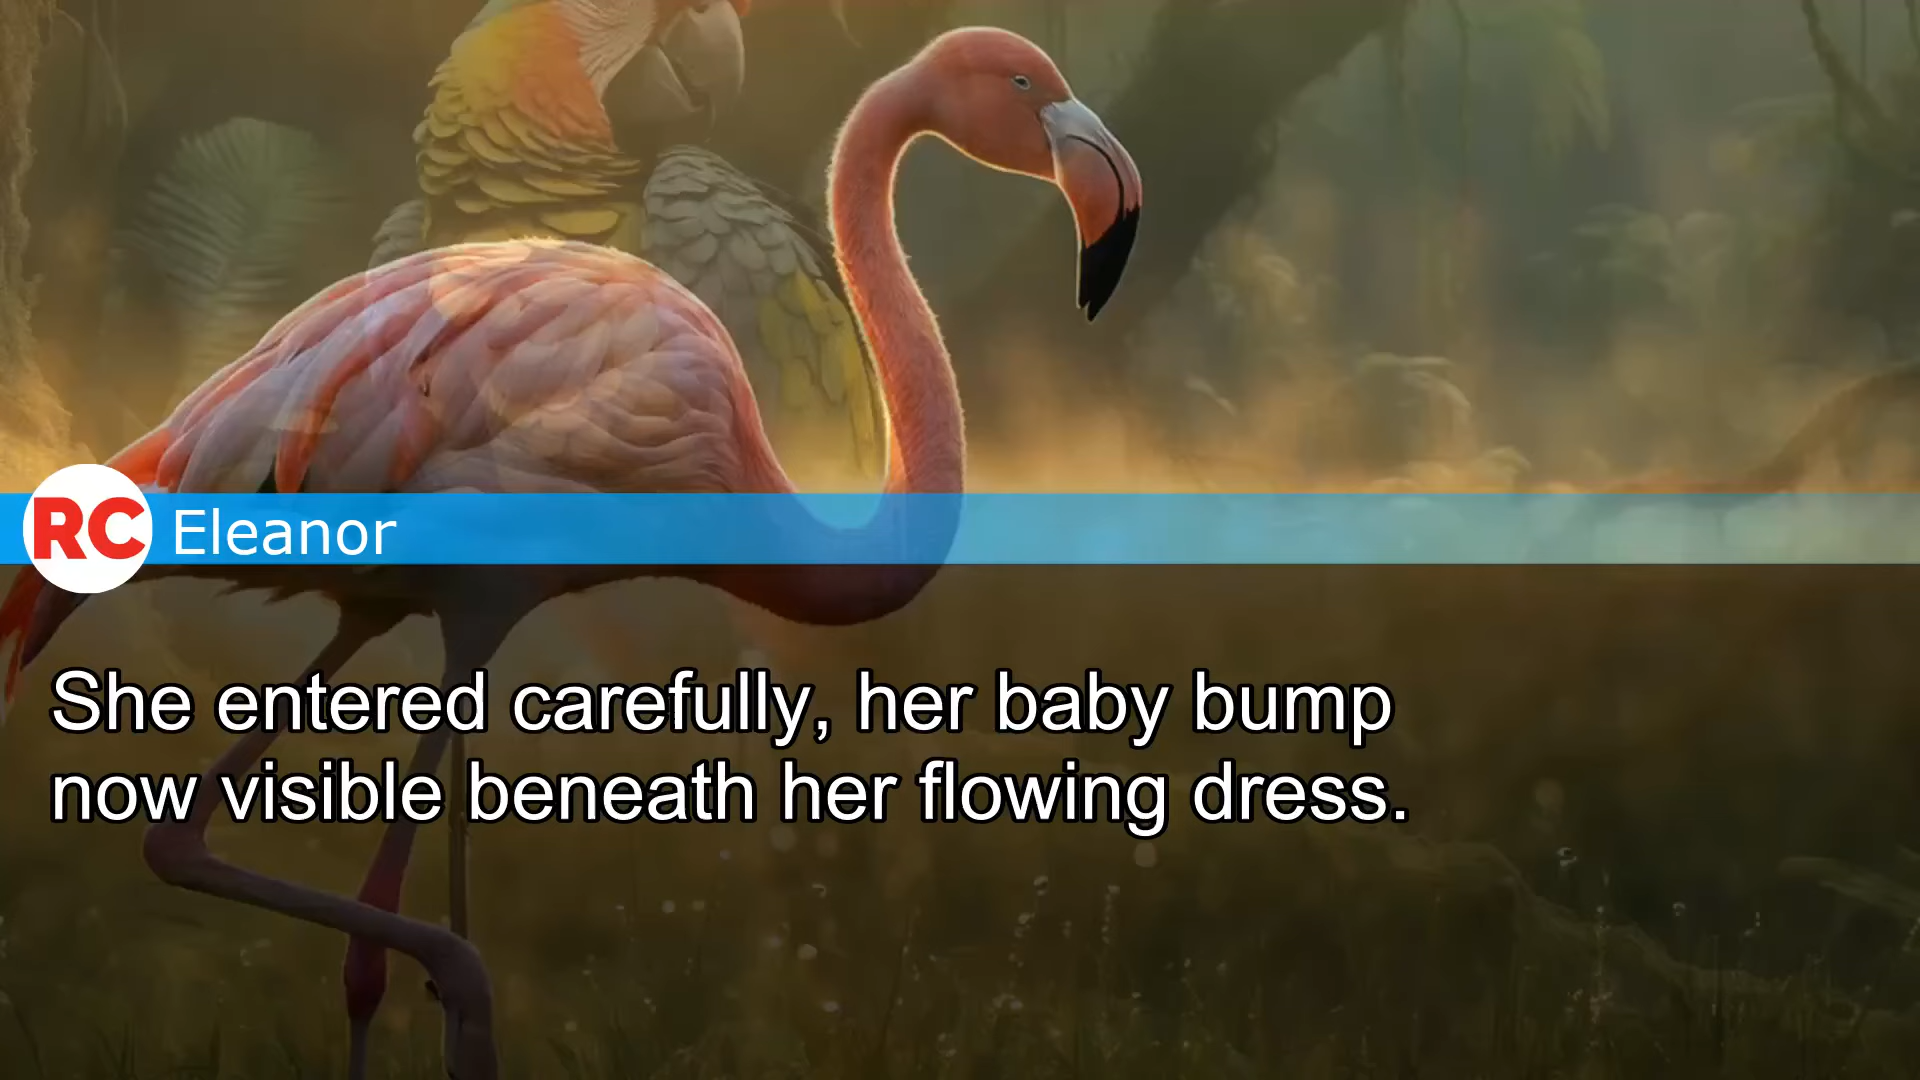 RC Eleanor
She entered carefully, her baby bump
now visible beneath her flowing dress.